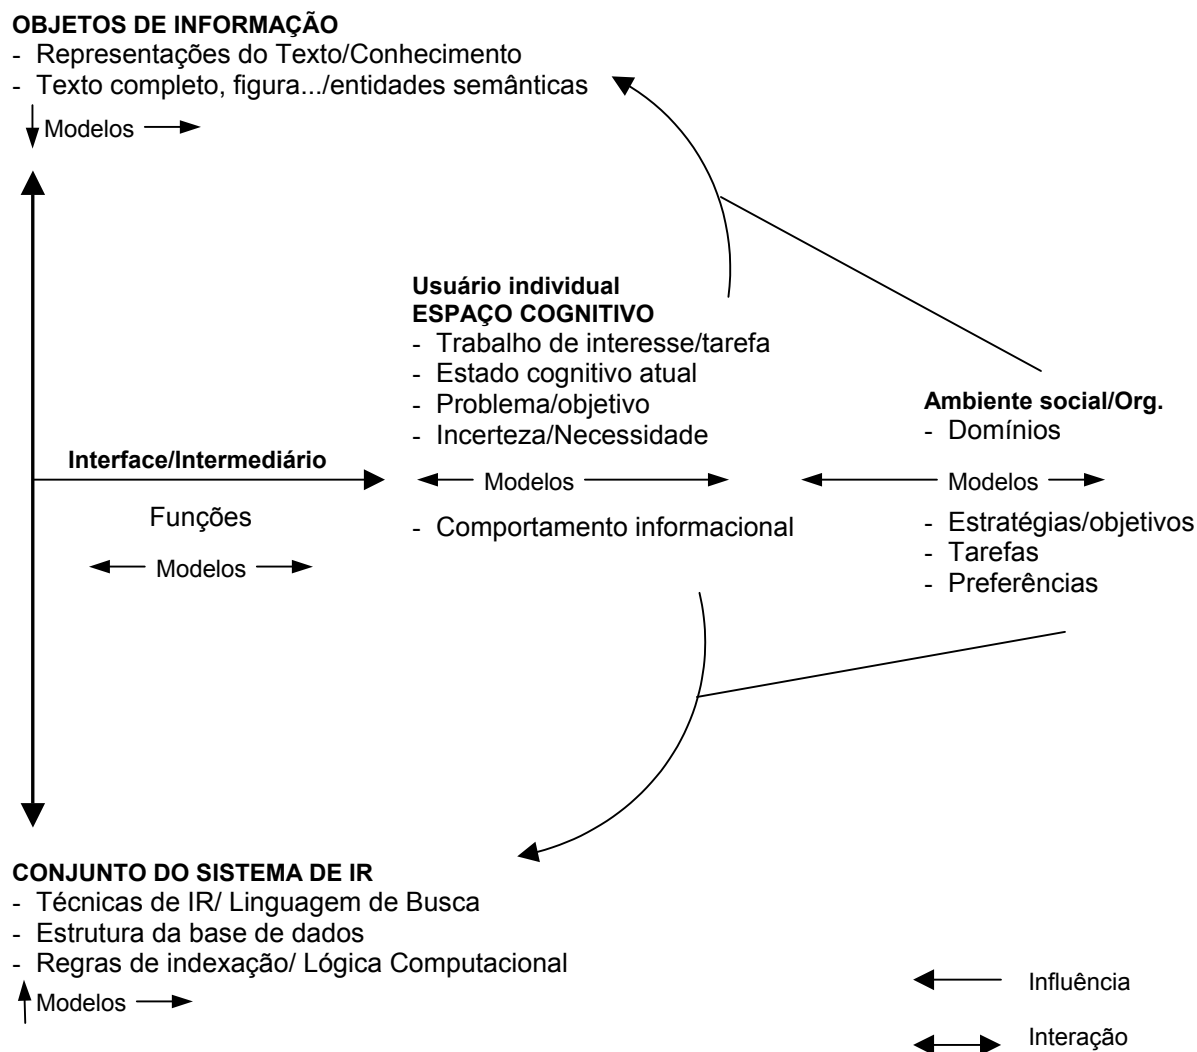 OBJETOS DE INFORMAÇÃO
- Representações do Texto/Conhecimento
- Texto completo, figura.../entidades semânticas
Modelos
Usuário individual
ESPAÇO COGNITIVO
- Trabalho de interesse/tarefa
- Estado cognitivo atual
- Problema/objetivo
- Incerteza/Necessidade
Modelos
- Comportamento informacional
Ambiente social/Org.
- Domínios
Modelos
- Estratégias/objetivos
- Tarefas
- Preferências
Interface/Intermediário
Funções
Modelos
CONJUNTO DO SISTEMA DE IR
- Técnicas de IR/ Linguagem de Busca
- Estrutura da base de dados
- Regras de indexação/ Lógica Computacional
Modelos
Influência
Interação